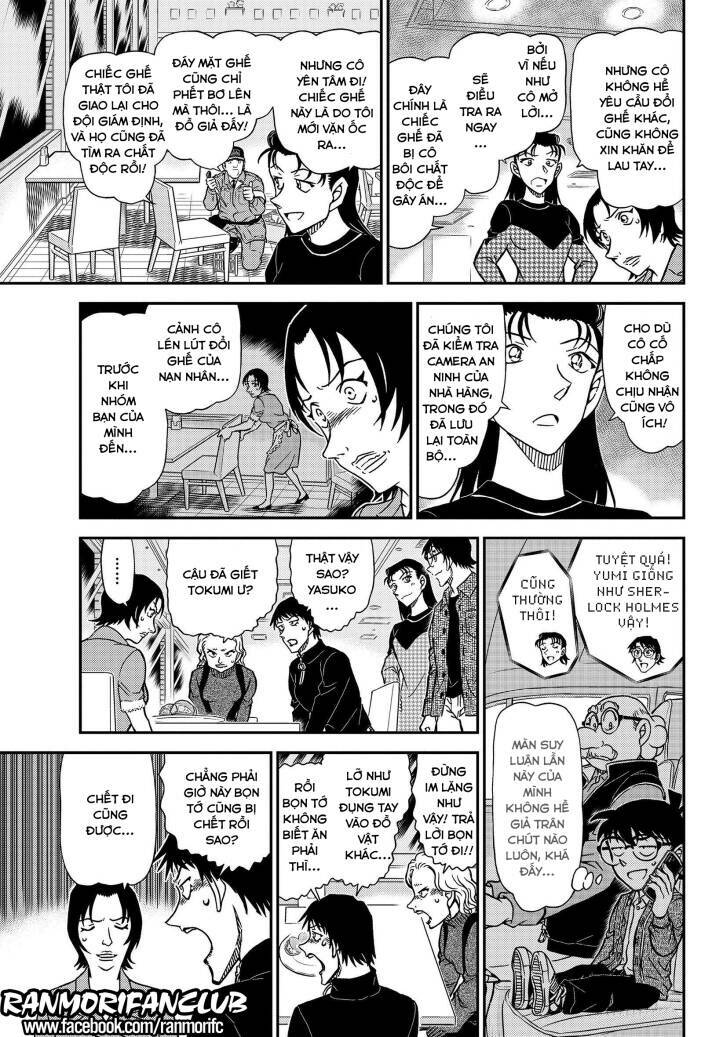 NHƯNG CÔ
KHÔNG HỀ
YÊU CẦU ĐỔI
GHẾ KHÁC,
CŨNG KHÔNG
XIN KHĂN ĐỂ
LAU TAY...
BỞI
VÌ NẾU
NHƯ CÔ
MỞ
LỜI...
SẼ
ĐIỀU
TRA RA
NGAY...
ĐÂY
CHÍNH LÀ
CHIẾC GHẾ
ĐÃ BỊ CÔ
BÔI CHẤT
ĐỘC ĐỂ
GÂY ÁN...
NHƯNG CÔ
YÊN TÂM ĐI!
CHIẾC GHẾ
NÀY LÀ DO TÔI
MỚI VẶN ỐC
RA...
ĐÁY MẶT GHẾ
CŨNG CHỈ
PHẾT BƠ LÊN
MÀ THÔI... LÀ
ĐỒ GIẢ ĐẤY!
CHIẾC GHẾ
THẬT TÔI ĐÃ
GIAO LẠI CHO
ĐỘI GIÁM ĐỊNH,
VÀ HỌ CŨNG ĐÃ
TÌM RA CHẤT
ĐỘC RỒI!
CHO DÙ
CÔ CỐ
CHẤP
KHÔNG
CHỊU NHẬN
CŨNG VÔ
ÍCH!
CHÚNG TÔI
ĐÃ KIỂM TRA
CAMERA AN
NINH CỦA
NHÀ HÀNG,
TRONG ĐÓ
ĐÃ LƯU
LẠI TOÀN
BỘ...
CẢNH CÔ
LÉN LÚT ĐỔI
GHẾ CỦA
NẠN NHÂN...
TRƯỚC
KHI
NHÓM
BẠN CỦA
MÌNH
ĐẾN...
TUYỆT QUÁ!
YUMI GIỐNG
NHƯ SHER-
LOCK HOLMES
VẬY!
CŨNG
THƯỜNG
THÔI!
MÀN SUY
LUẬN LẦN
NÀY CỦA
MÌNH
KHÔNG HỀ
GIẢ TRÂN
CHÚT NÀO
LUÔN, KHÁ
ĐẤY...
THẬT VẬY
SAO?
YASUKO...
CẬU ĐÃ GIẾT
TOKUMI Ư?
......
ĐỪNG
IM LẶNG
NHƯ
VẬY! TRẢ
LỜI BỌN
TỚ ĐI!!
LỠ NHƯ
TOKUMI
ĐỤNG TAY
VÀO ĐỒ
VẬT
KHÁC...
RỒI
BỌN TỚ
KHÔNG
BIẾT ĂN
PHẢI
THÌ...
CHẲNG PHẢI
GIỜ NÀY BỌN
TỚ CŨNG BỊ
CHẾT RỒI
SAO?
CHẾT ĐI
CŨNG
ĐƯỢC...
RANMORIFANCLUB
www.facebook.com/ranmorifc